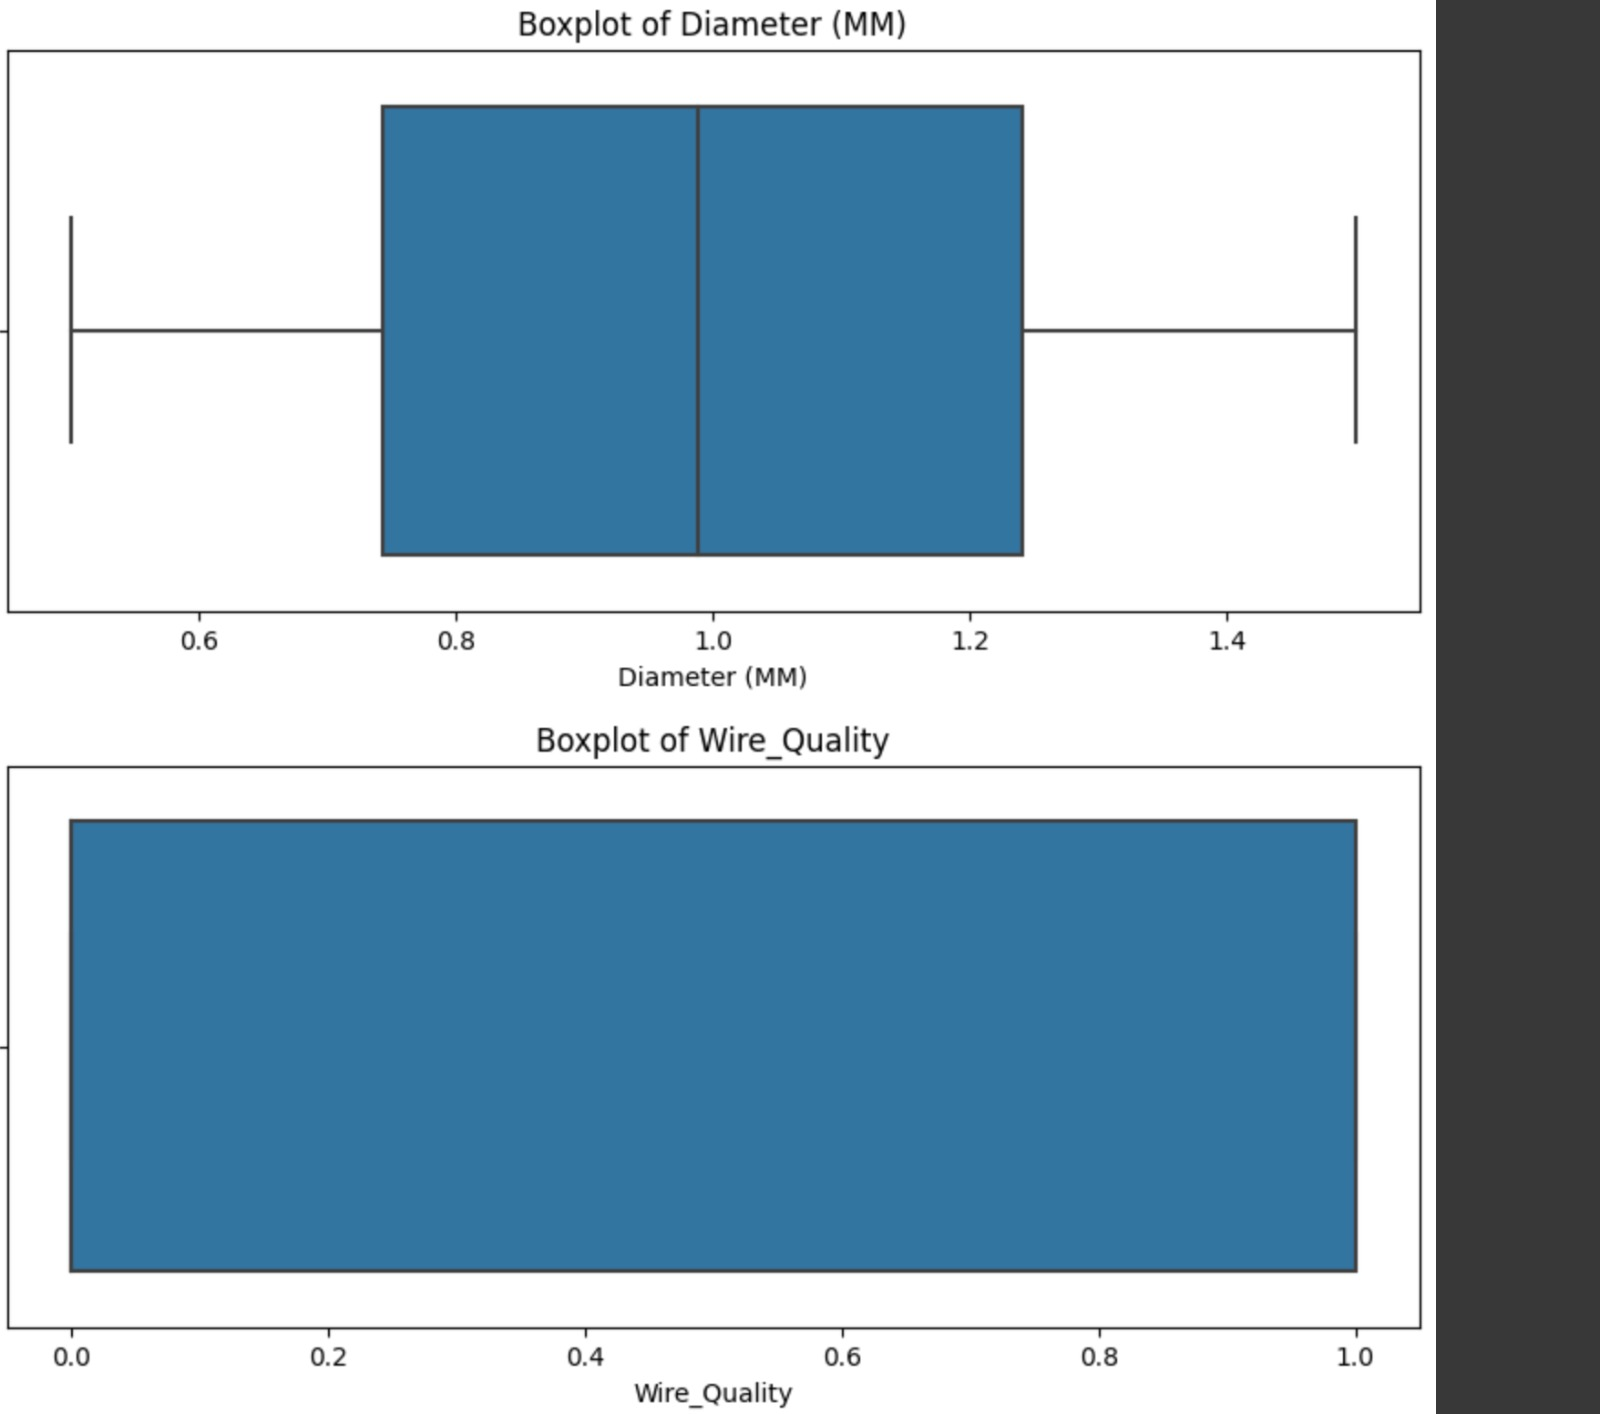 Boxplot of Diameter (MM)
0.6 0.8 1.0 1.2 1.4
Diameter (MM)
Boxplot of Wire_Quality
0.0 0.2 0.4 0.6 0.8 1.0
Wire_Quality